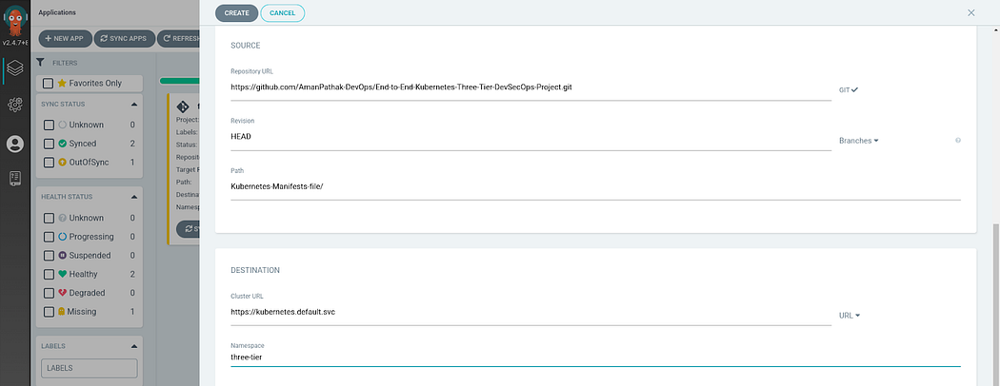 v2.4.7+
Applications
+ NEW APP
SYNC APPS
REFRESH
FILTERS
Favorites Only
SYNC STATUS
Unknown 0
Synced 2
OutOfSync 1
HEALTH STATUS
Unknown 0
Progressing 0
Suspended 0
Healthy 2
Degraded 0
Missing 1
LABELS
LABELS
Project:
Labels:
Status:
Reposit
Target R
Path:
Destina
Namesp
CREATE
CANCEL
SOURCE
Repository URL
https://github.com/AmanPathak-DevOps/End-to-End-Kubernetes-Three-Tier-DevSecOps-Project.git
GIT
Revision
HEAD
Branches
Path
Kubernetes-Manifests-file/
DESTINATION
Cluster URL
https://kubernetes.default.svc
URL
Namespace
three-tier